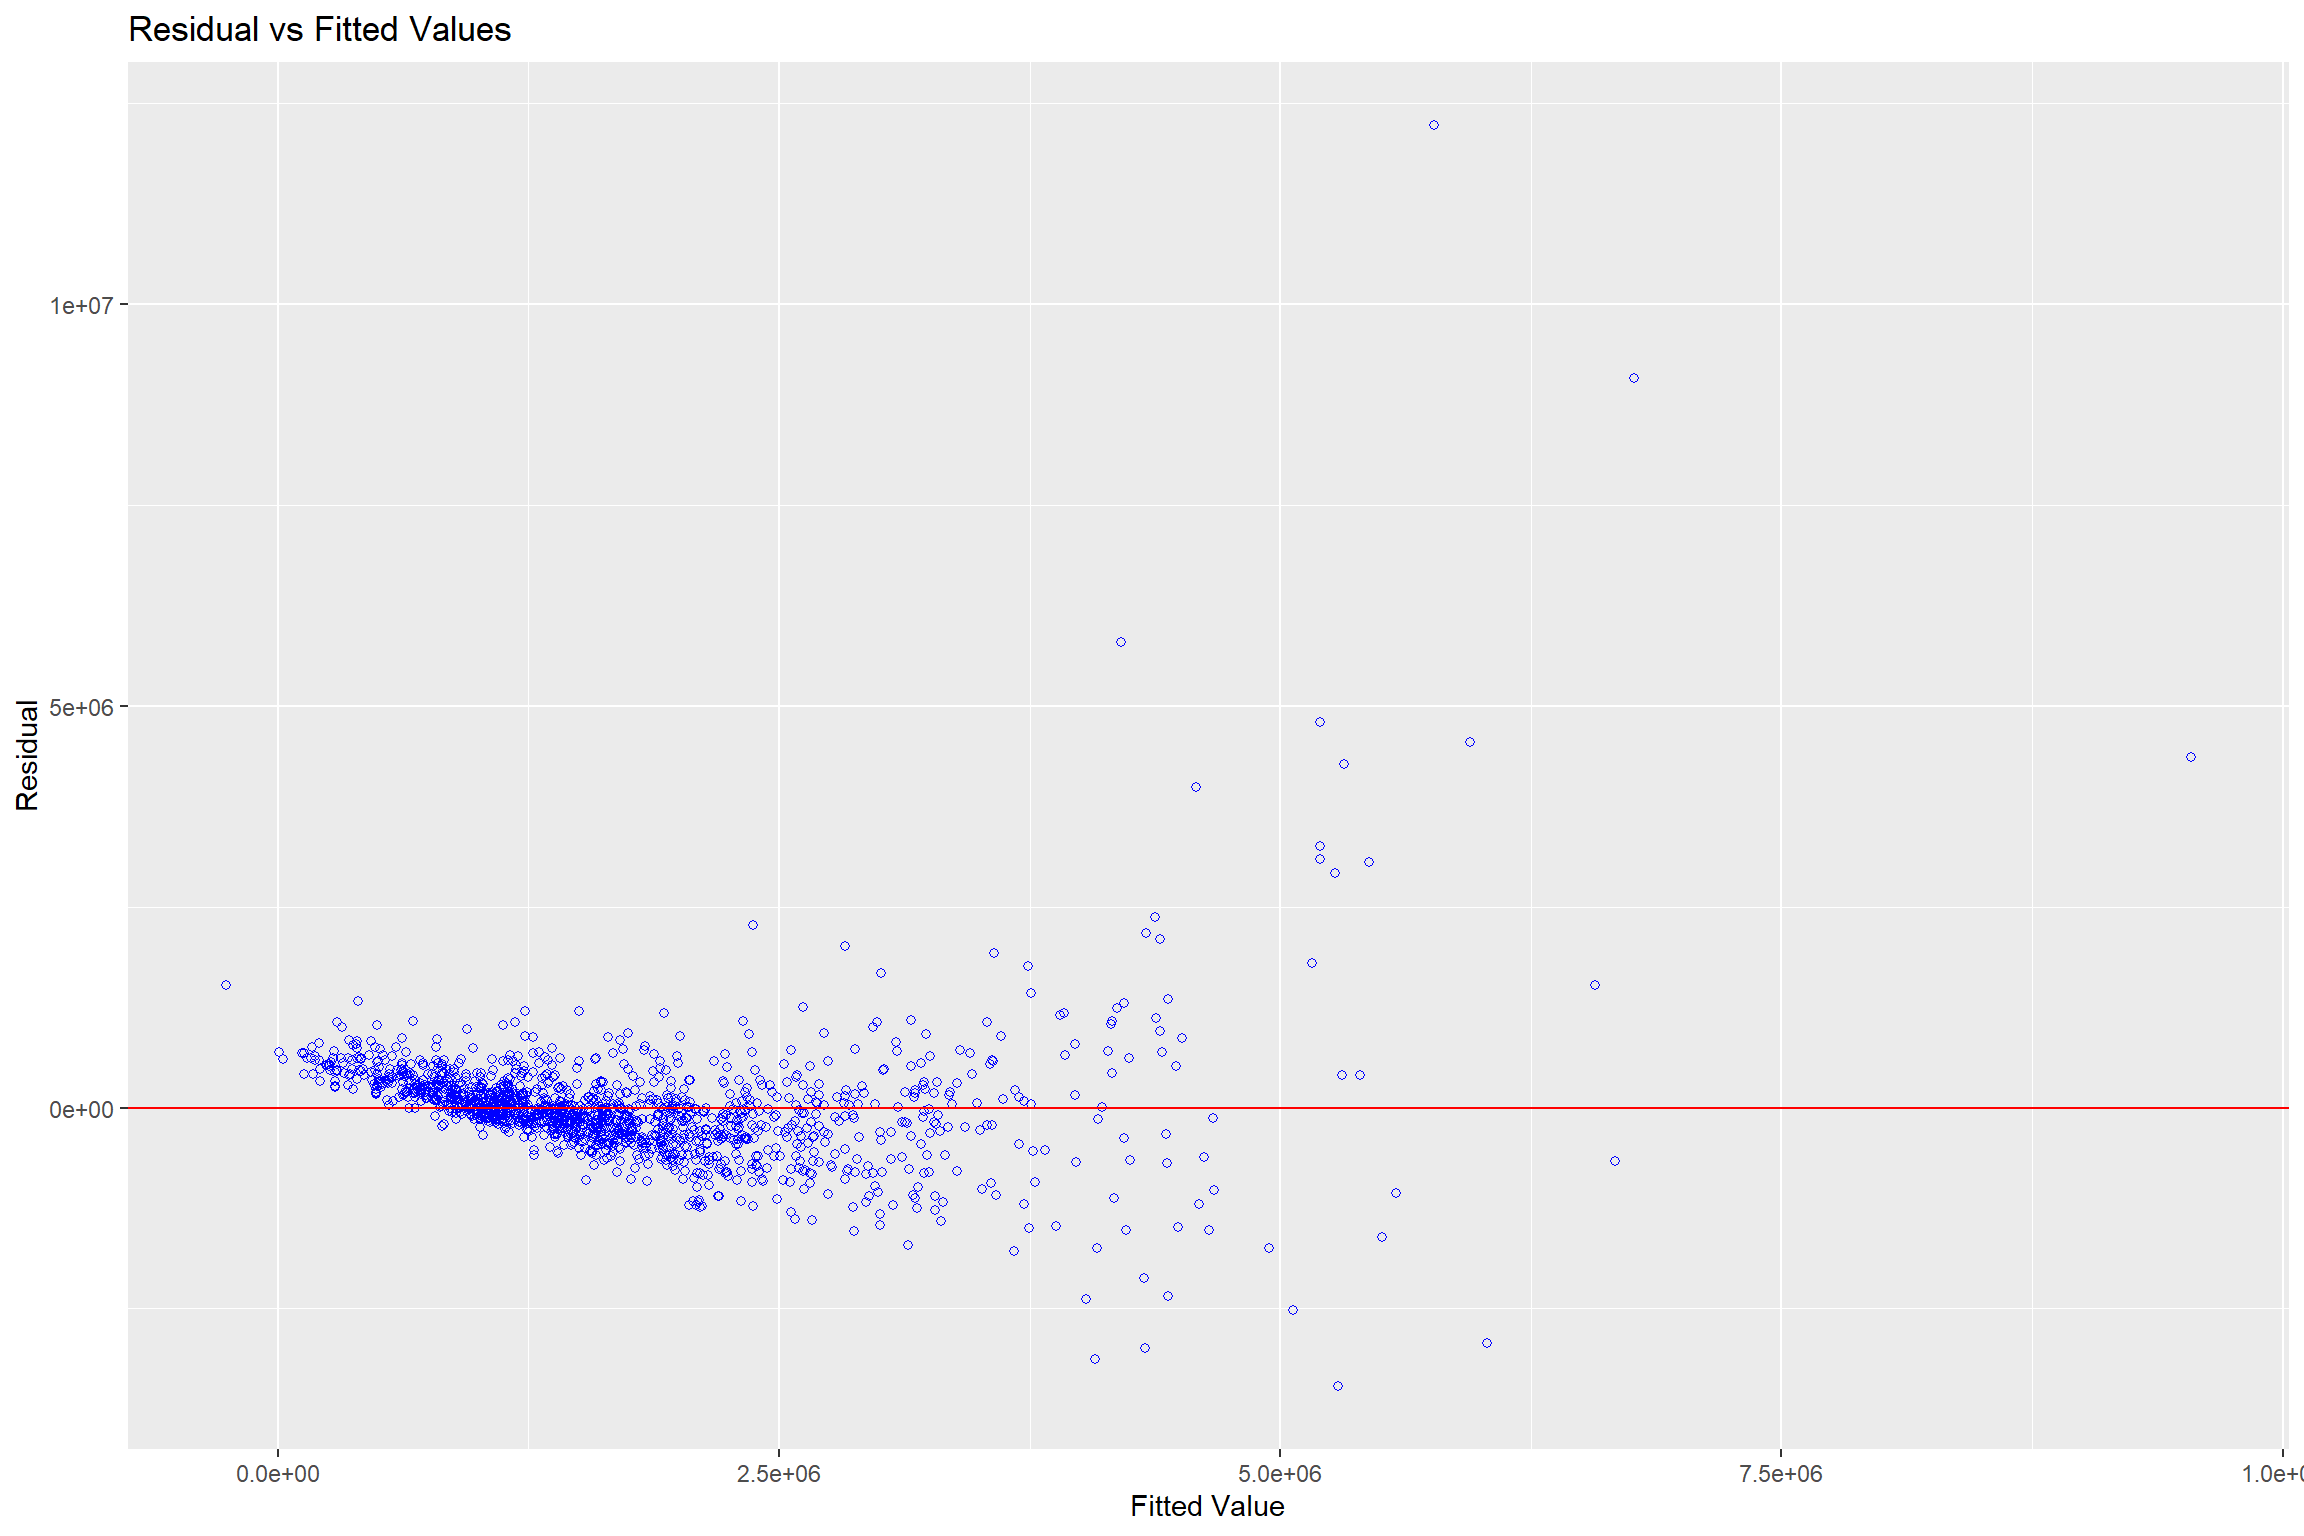 Residual vs Fitted Values
1e+07
5e+06
0e+00
Residual
0.0e+00 2.5e+06 5.0e+06 7.5e+06
Fitted Value